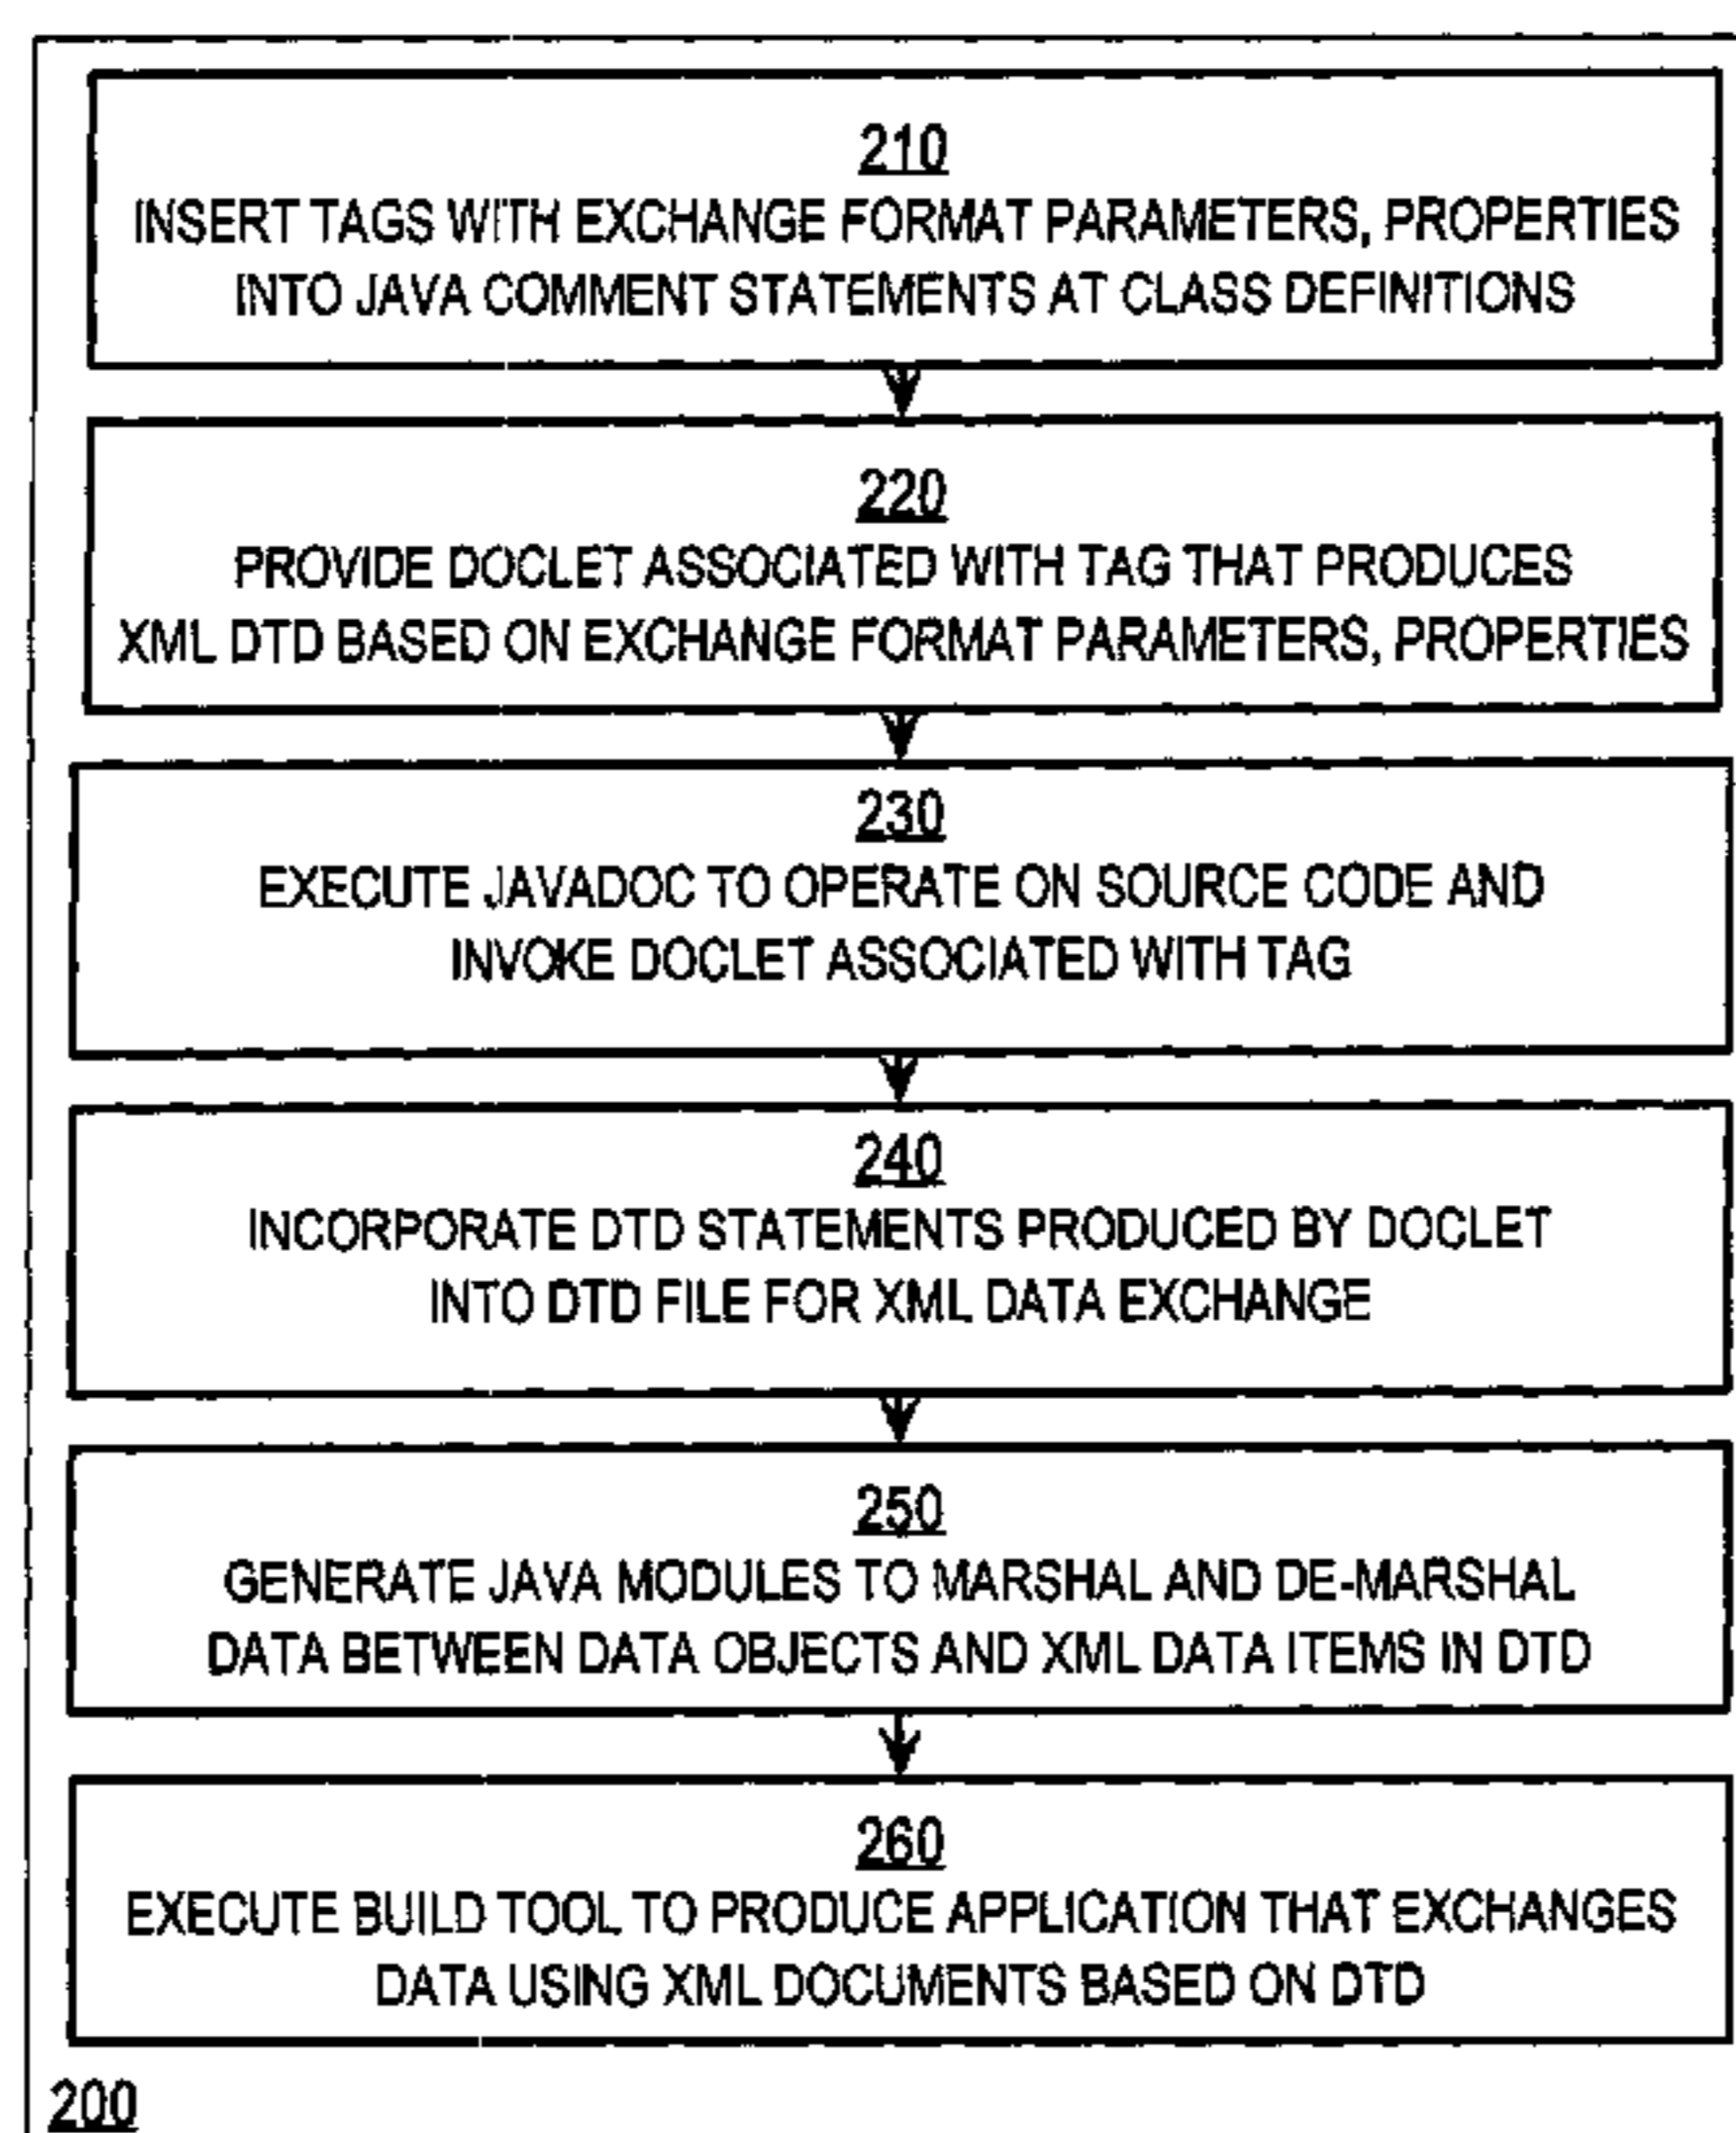 210
INSERT TAGS WITH EXCHANGE FORMAT PARAMETERS, PROPERTIES
INTO JAVA COMMENT STATEMENTS AT CLASS DEFINITIONS
220
PROVIDE DOCLET ASSOCIATED WITH TAG THAT PRODUCES
XML DTD BASED ON EXCHANGE FORMAT PARAMETERS, PROPERTIES
230
EXECUTE JAVADOC TO OPERATE ON SOURCE CODE AND
INVOKE DOCLET ASSOCIATED WITH TAG
240
INCORPORATE DTD STATEMENTS PRODUCED BY DOCLET
INTO DTD FILE FOR XML DATA EXCHANGE
250
GENERATE JAVA MODULES TO MARSHAL AND DE-MARSHAL
DATA BETWEEN DATA OBJECTS AND XML DATA ITEMS IN DTD
260
EXECUTE BUILD TOOL TO PRODUCE APPLICATION THAT EXCHANGES
DATA USING XML DOCUMENTS BASED ON DTD
200